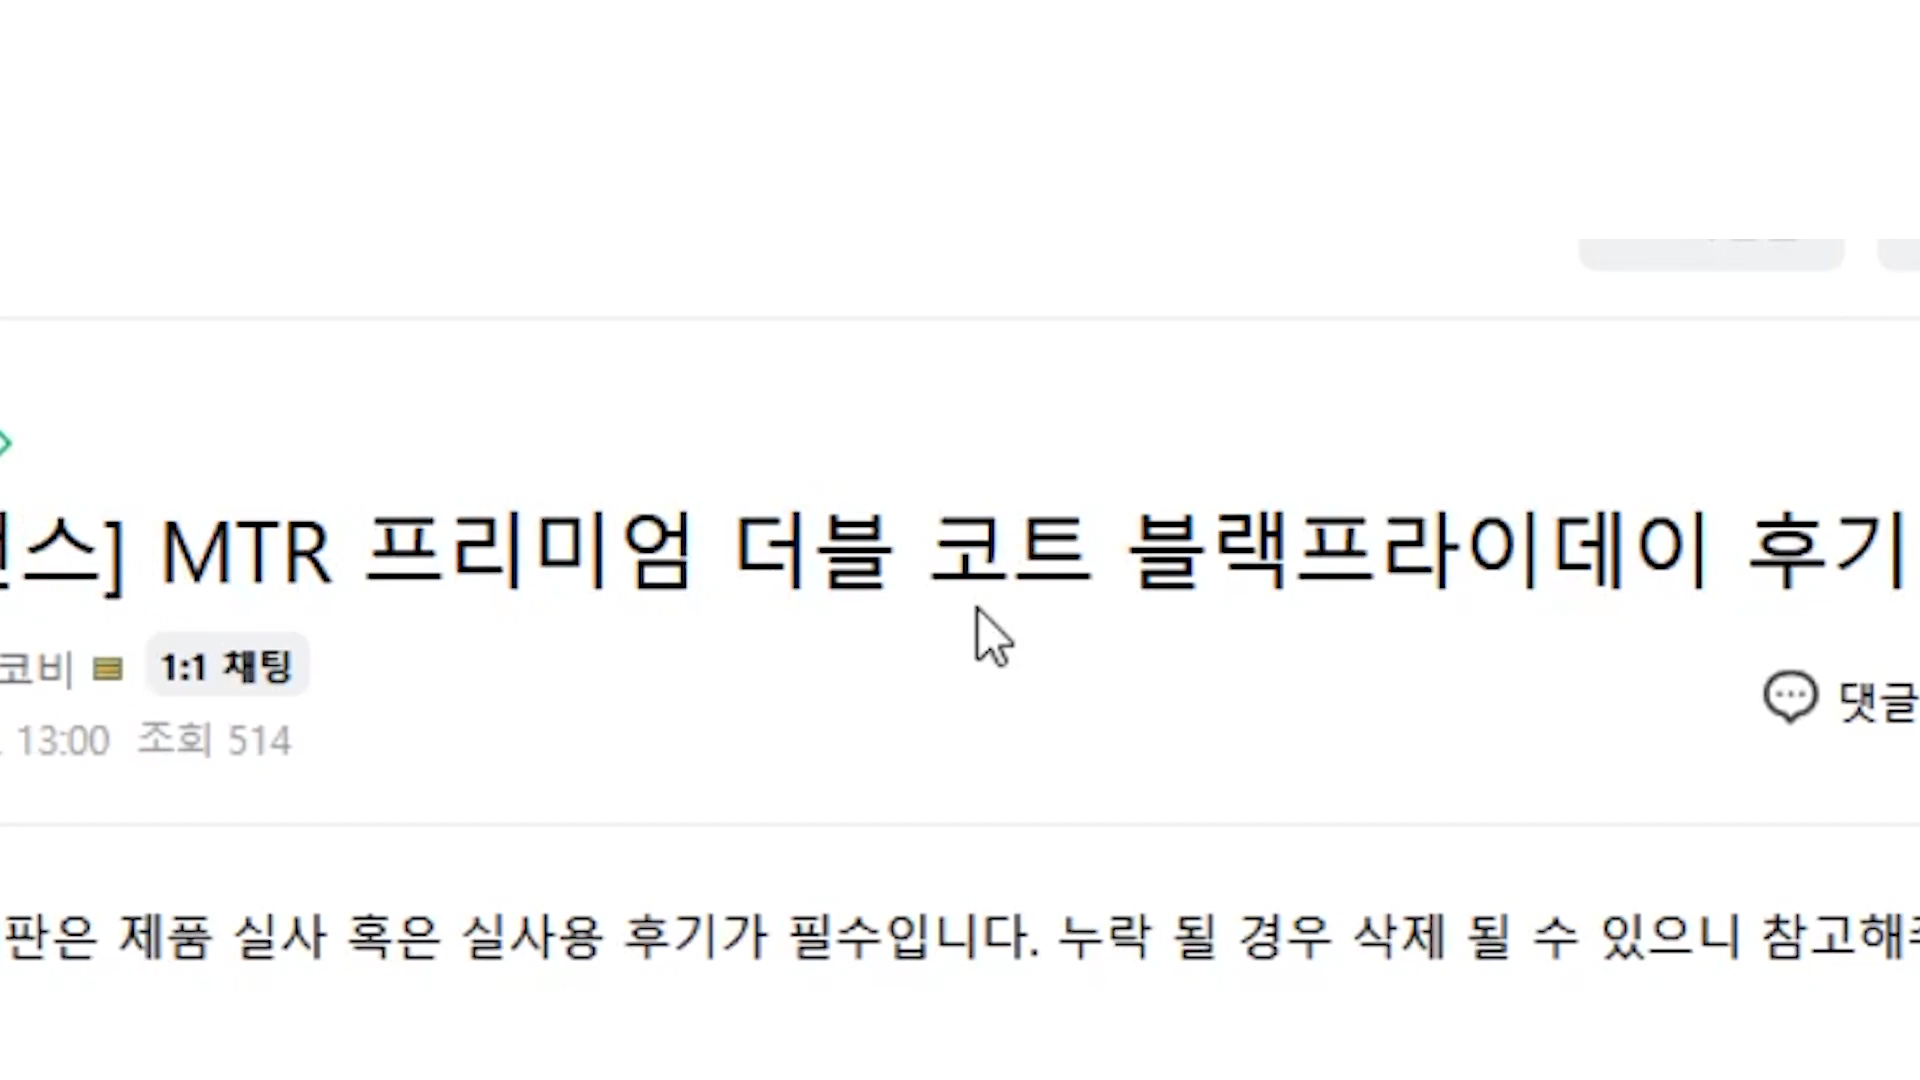 스] MTR 프리미엄 더블 코트 블랙프라이데이 후기
코비 1:1 채팅
13:00 조회 514
댓글
판은 제품 실사 혹은 실사용 후기가 필수입니다. 누락 될 경우 삭제 될 수 있으니 참고해